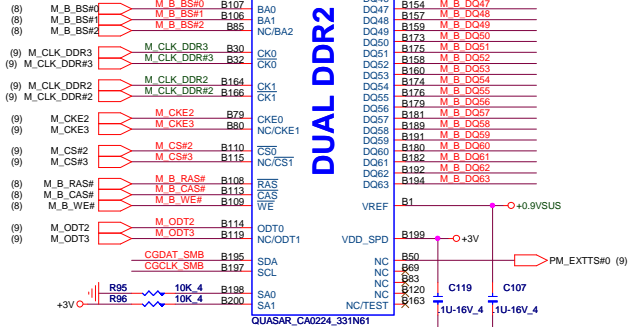 (8) M_B_BS#0 M_B_BS#0 B107 BA0
(8) M_B_BS#1 M_B_BS#1 B106 BA1
(8) M_B_BS#2 M_B_BS#2 B85 NC/BA2
(9) M_CLK_DDR3 M_CLK_DDR3 B30 CK0
(9) M_CLK_DDR#3 M_CLK_DDR#3 B32 CK0
(9) M_CLK_DDR2 M_CLK_DDR2 B164 CK1
(9) M_CLK_DDR#2 M_CLK_DDR#2 B166 CK1
(9) M_CKE2 M_CKE2 B79 CKE0
(9) M_CKE3 M_CKE3 B80 NC/CKE1
(9) M_CS#2 M_CS#2 B110 CS0
(9) M_CS#3 M_CS#3 B115 NC/CS1
(8) M_B_RAS# M_B_RAS# B108 RAS
(8) M_B_CAS# M_B_CAS# B113 CAS
(8) M_B_WE# M_B_WE# B109 WE
(9) M_ODT2 M_ODT2 B114 ODT0
(9) M_ODT3 M_ODT3 B119 NC/ODT1
CGDAT_SMB B195 SDA
CGCLK_SMB B197 SCL
R95 10K_4 B198 SA0
+3V R96 10K_4 B200 SA1
DUAL DDR2
DQ47 B154 M_B_DQ47
DQ48 B157 M_B_DQ48
DQ49 B159 M_B_DQ49
DQ50 B173 M_B_DQ50
DQ51 B175 M_B_DQ51
DQ52 B158 M_B_DQ52
DQ53 B160 M_B_DQ53
DQ54 B174 M_B_DQ54
DQ55 B176 M_B_DQ55
DQ56 B179 M_B_DQ56
DQ57 B181 M_B_DQ57
DQ58 B189 M_B_DQ58
DQ59 B191 M_B_DQ59
DQ60 B180 M_B_DQ60
DQ61 B182 M_B_DQ61
DQ62 B192 M_B_DQ62
DQ63 B194 M_B_DQ63
VREF B1 +0.9VSUS
VDD_SPD B199 +3V
NC B50 PM_EXTTS#0 (9)
NC B69
NC B83
NC B120
NC/TEST B163
C119 C107
.1U-16V_4 .1U-16V_4
QUASAR_CA0224_331N61